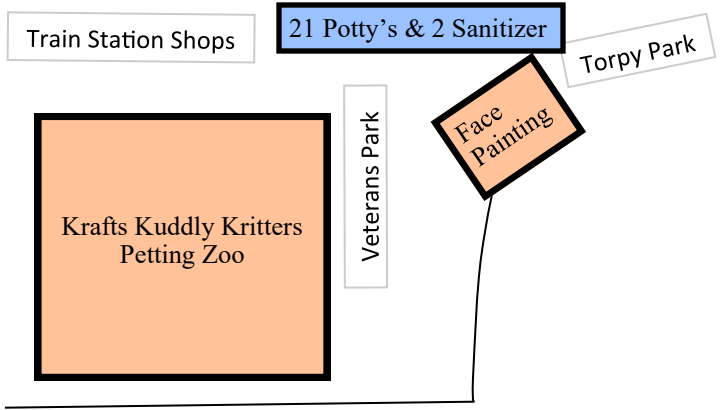 Train Station Shops
21 Potty's & 2 Sanitizer
Torpy Park
Face
Painting
Veterans Park
Krafts Kuddly Kritters
Petting Zoo